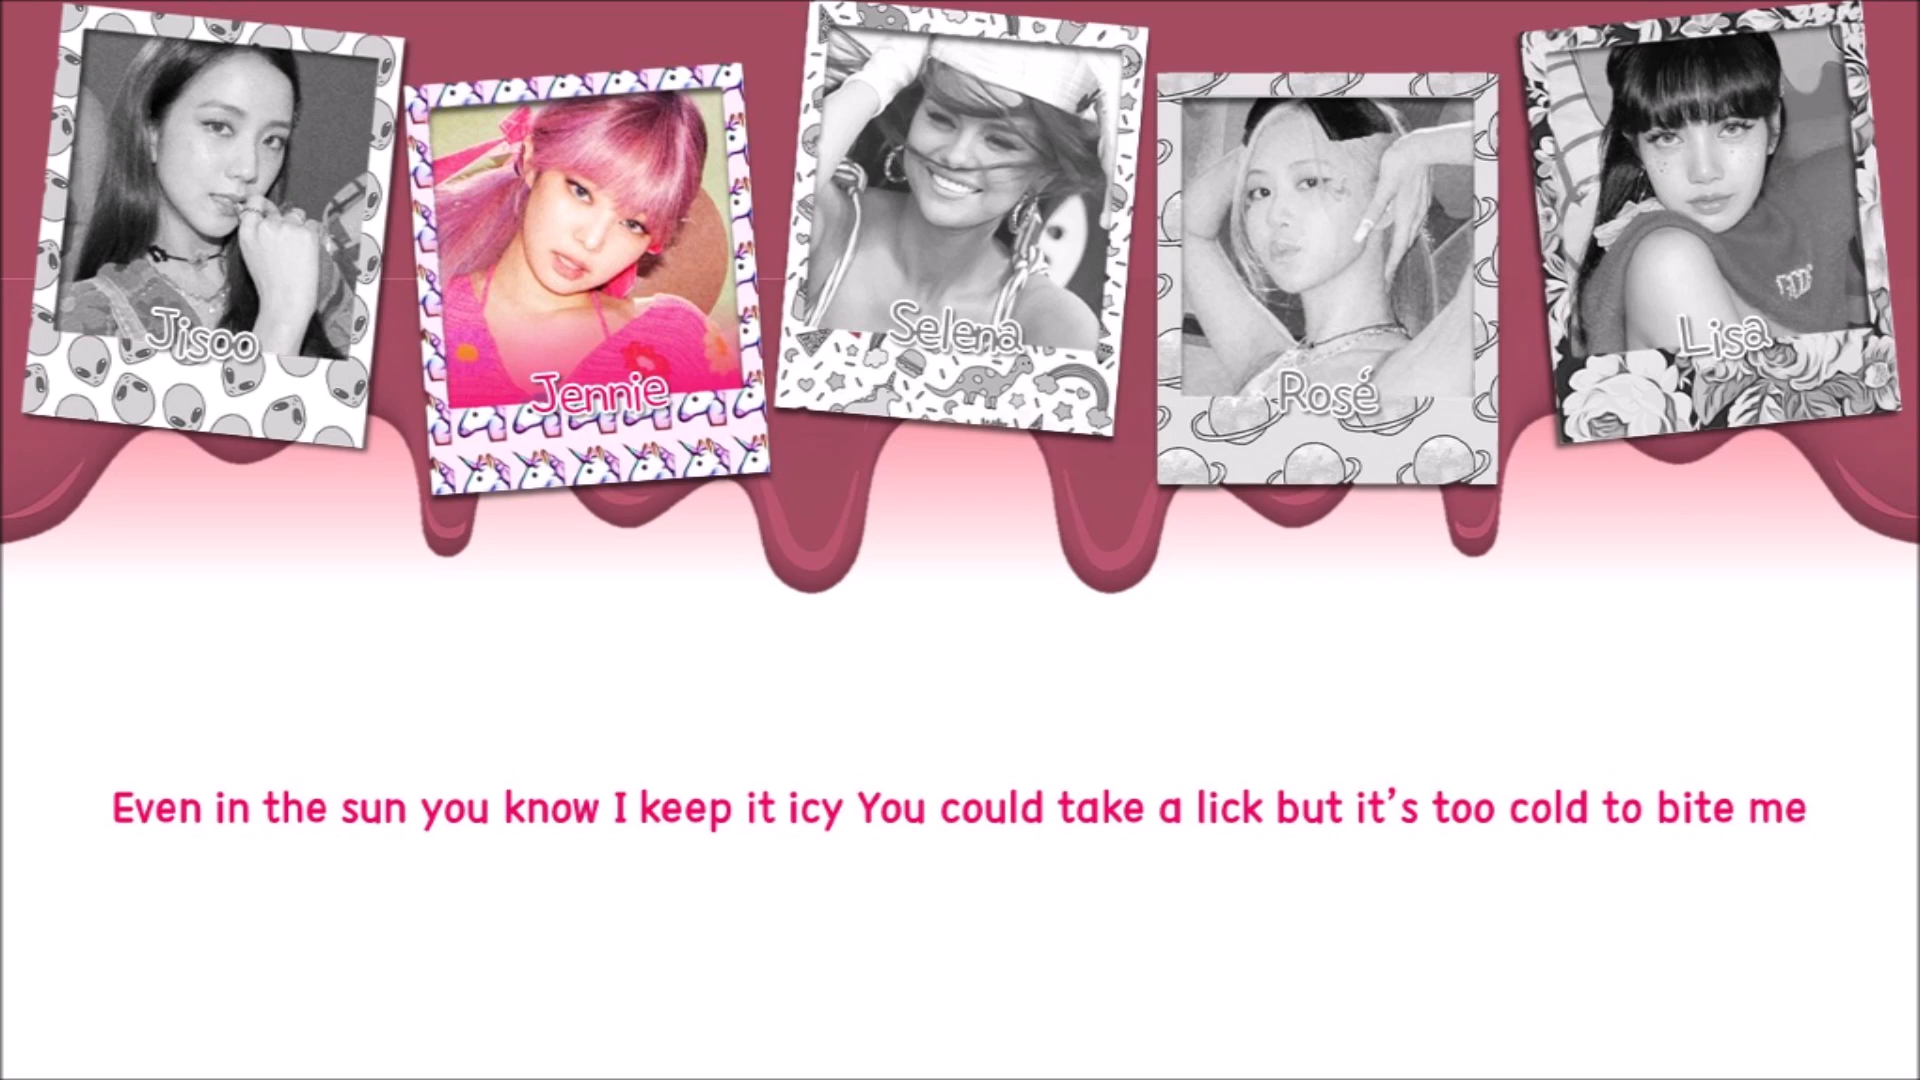 Jisoo
Jennie
Selena
Rosé
Lisa
Even in the sun you know I keep it icy You could take a lick but it's too cold to bite me